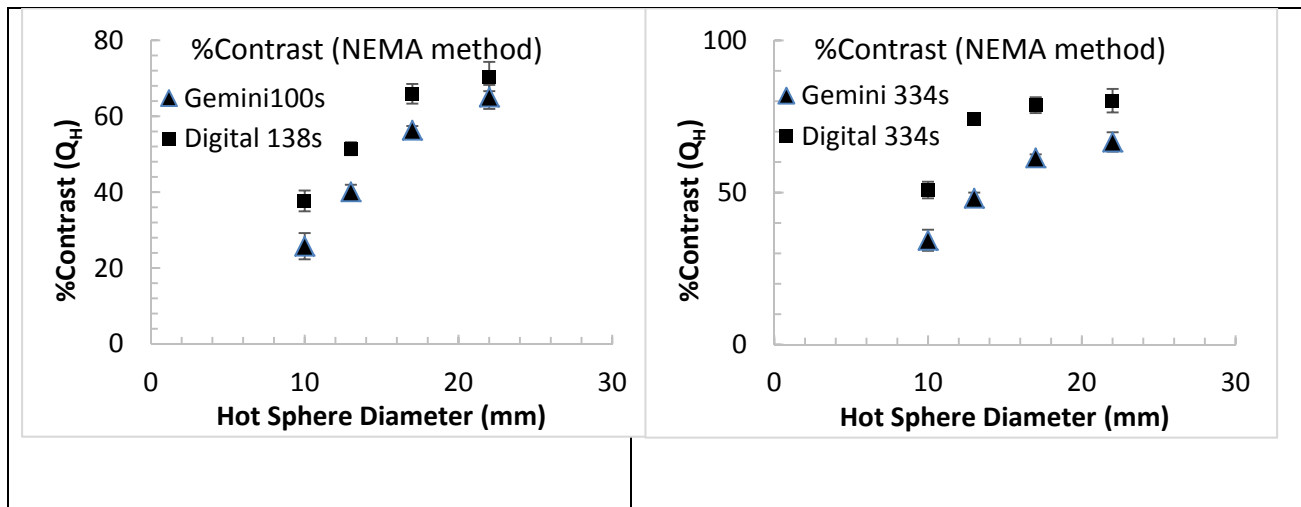 %Contrast (NEMA method)
Gemini100s
Digital 138s
80
60
40
20
0
0 10 20 30
%Contrast (Q_H)
Hot Sphere Diameter (mm)
%Contrast (NEMA method)
Gemini 334s
Digital 334s
100
50
0
0 10 20 30
%Contrast (Q_H)
Hot Sphere Diameter (mm)